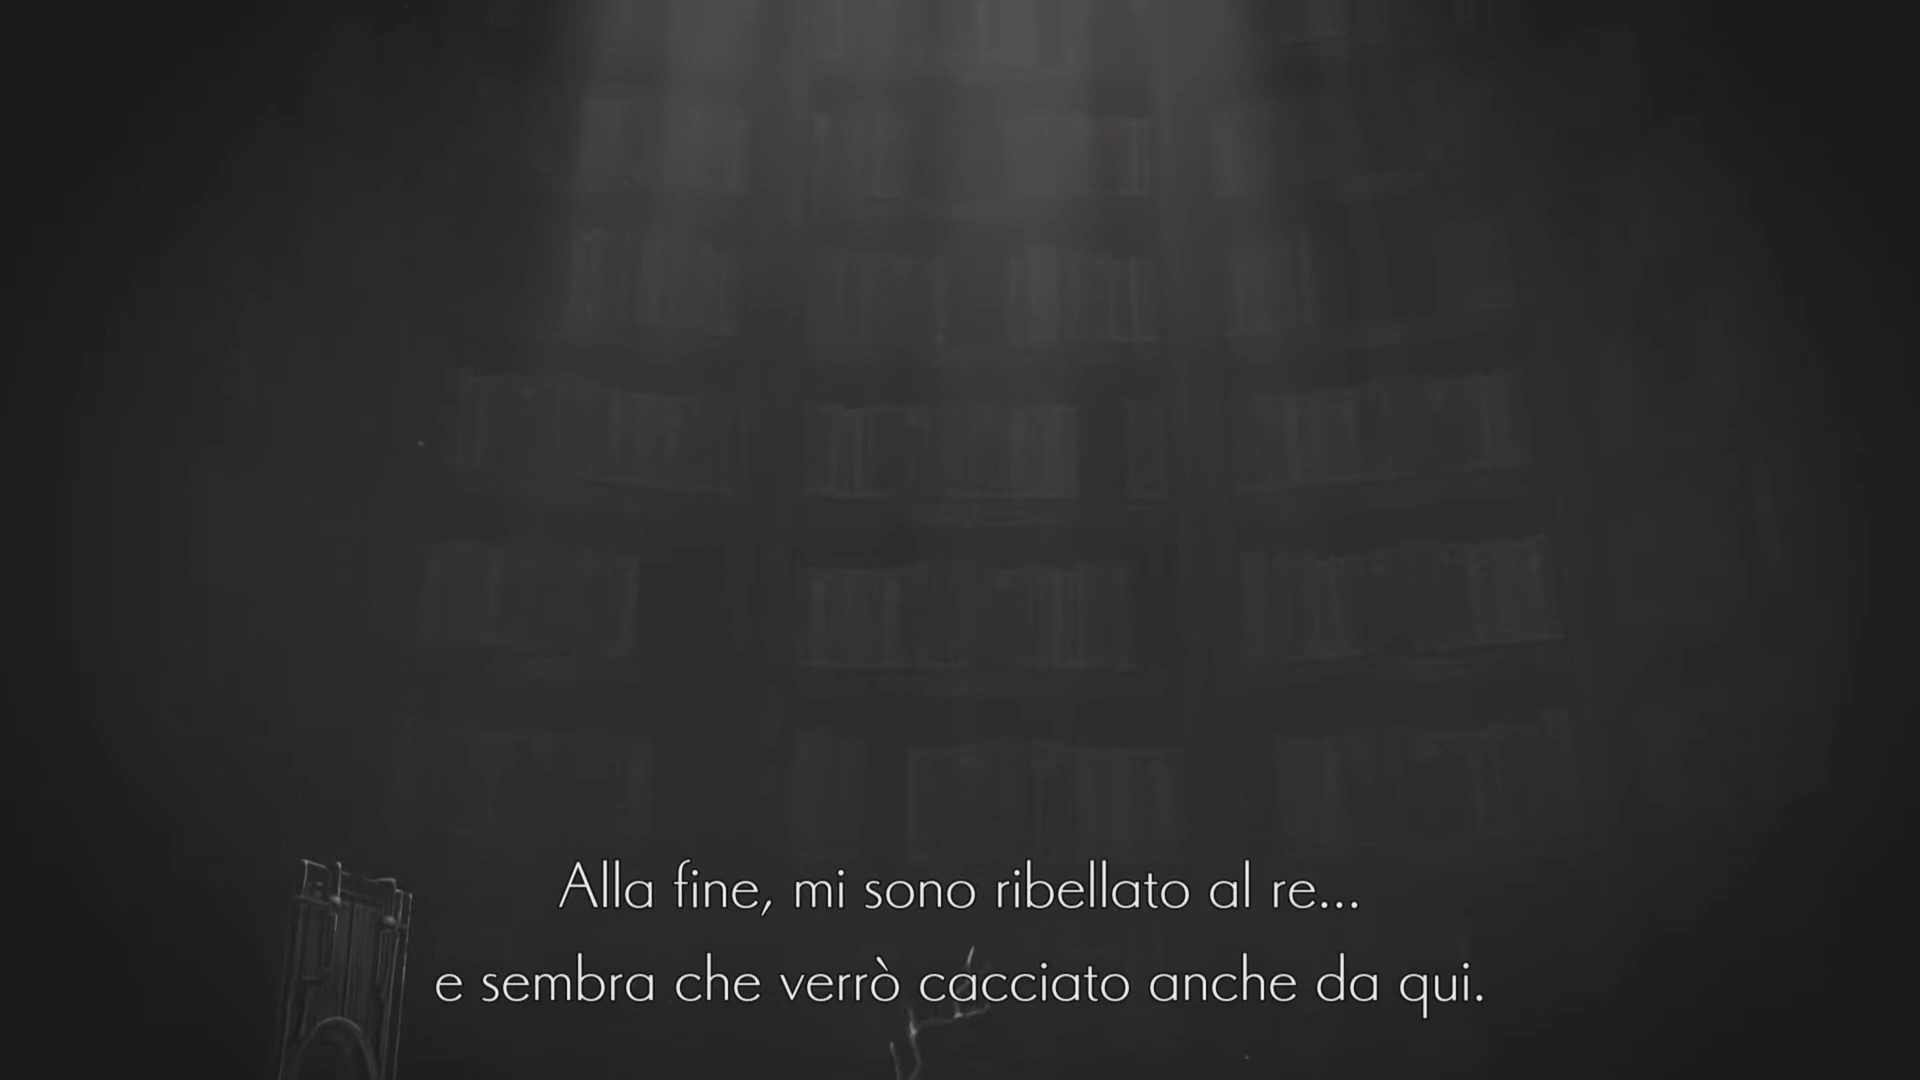 Alla fine, mi sono ribellato al re...
e sembra che verrò cacciato anche da qui.